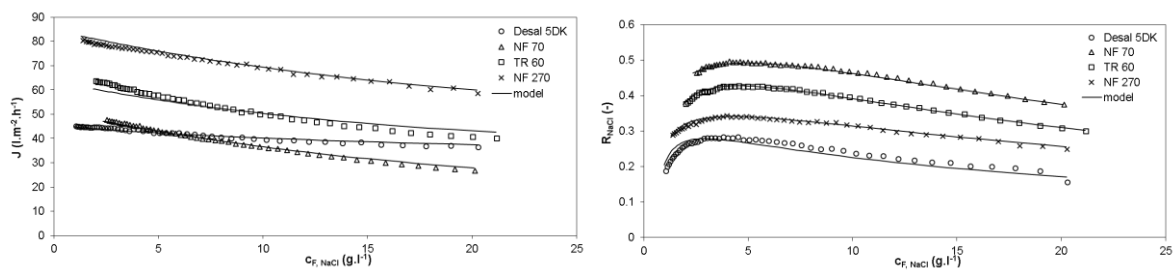 J (l.m-2.h-1)
90
80
70
60
50
40
30
20
10
0
0 5 10 15 20 25
cF, NaCl (g.l-1)
Desal 5DK
NF 70
TR 60
NF 270
model
RNaCl (-)
0.6
0.5
0.4
0.3
0.2
0.1
0
0 5 10 15 20 25
cF, NaCl (g.l-1)
Desal 5DK
NF 70
TR 60
NF 270
model